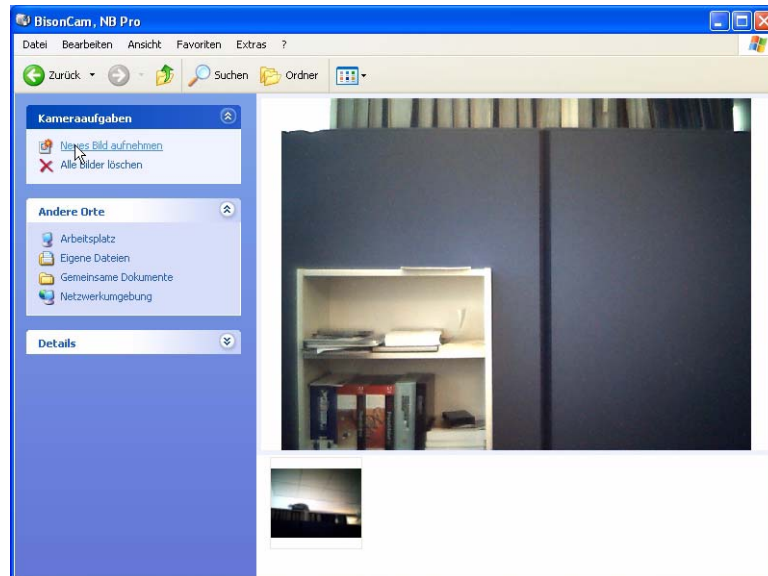 BisonCam, NB Pro
Datei Bearbeiten Ansicht Favoriten Extras ?
Zurück Suchen Ordner
Kameraaufgaben
Neues Bild aufnehmen
Alle Bilder löschen
Andere Orte
Arbeitsplatz
Eigene Dateien
Gemeinsame Dokumente
Netzwerkumgebung
Details